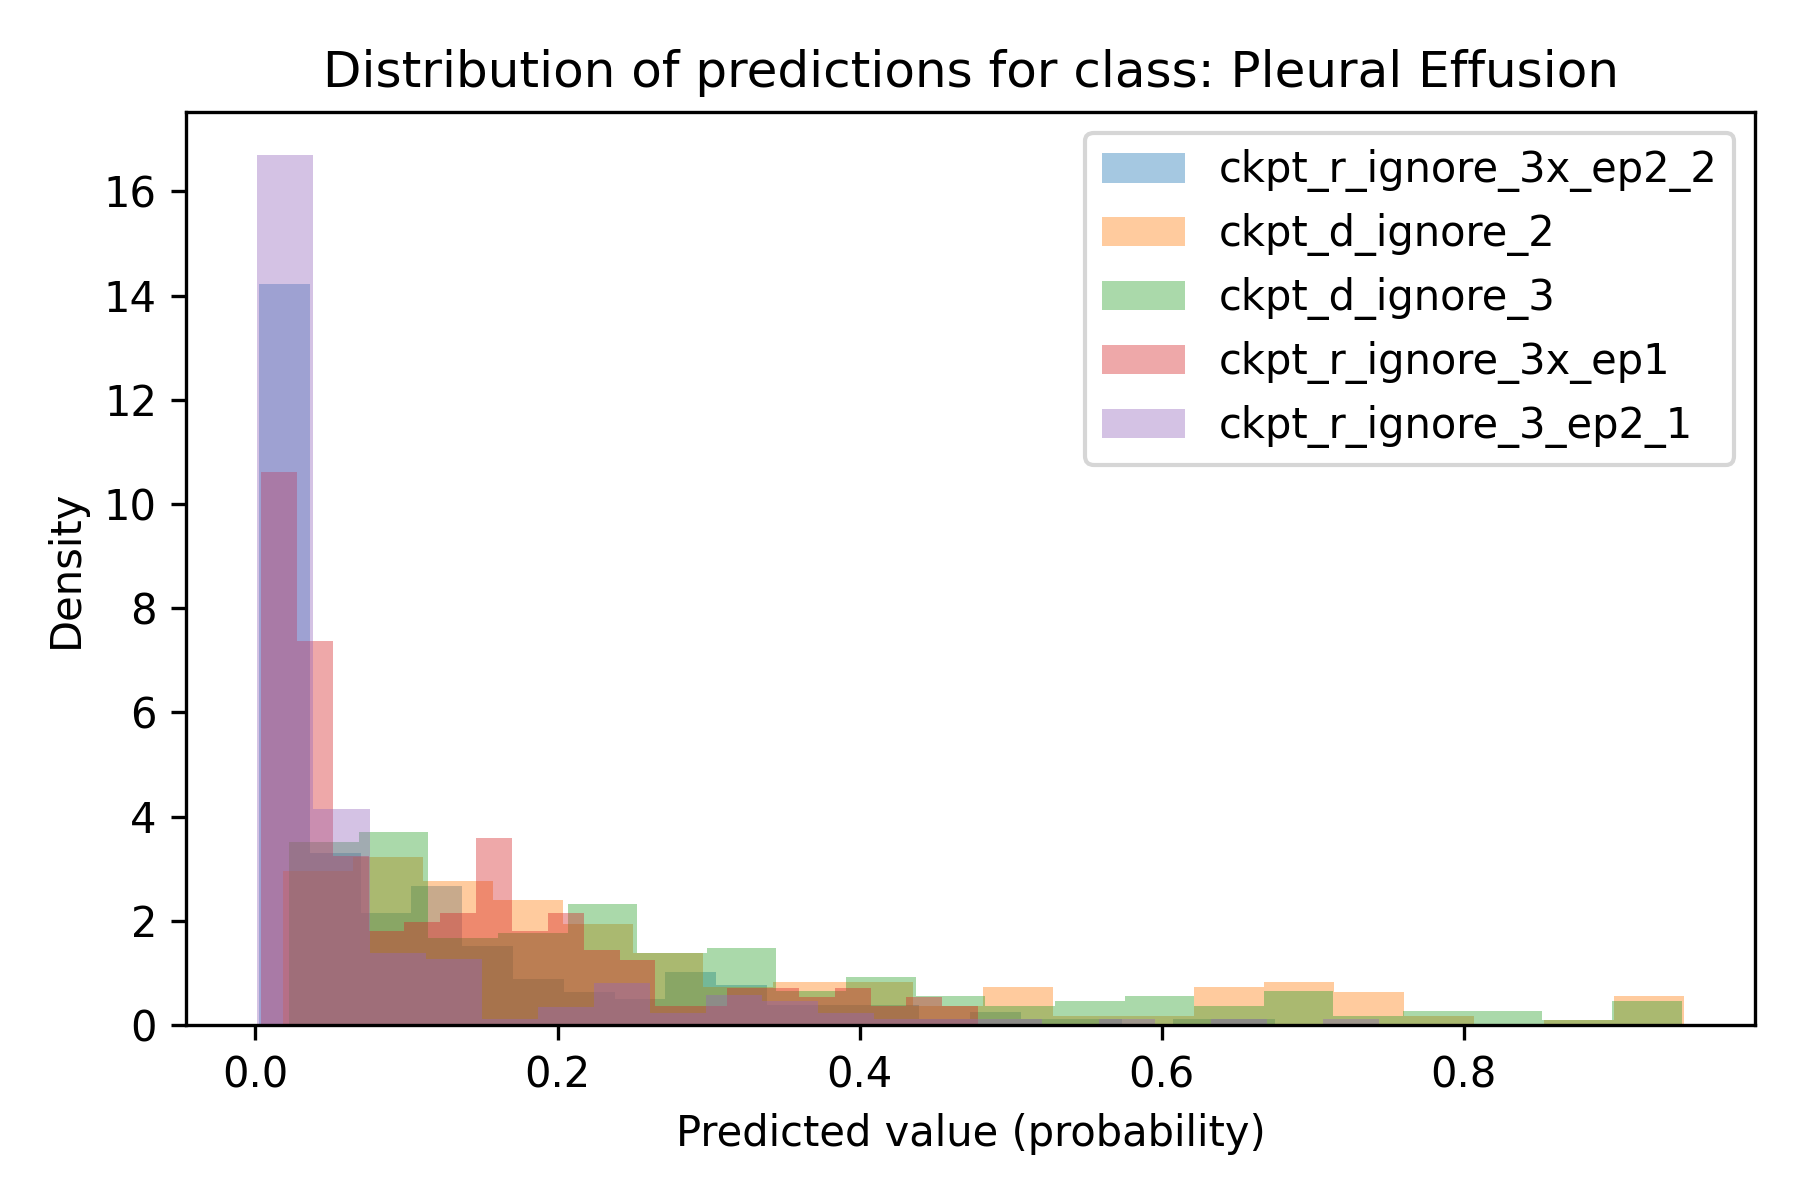 Distribution of predictions for class: Pleural Effusion
ckpt_r_ignore_3x_ep2_2
ckpt_d_ignore_2
ckpt_d_ignore_3
ckpt_r_ignore_3x_ep1
ckpt_r_ignore_3_ep2_1
Density
16
14
12
10
8
6
4
2
0
0.0 0.2 0.4 0.6 0.8
Predicted value (probability)